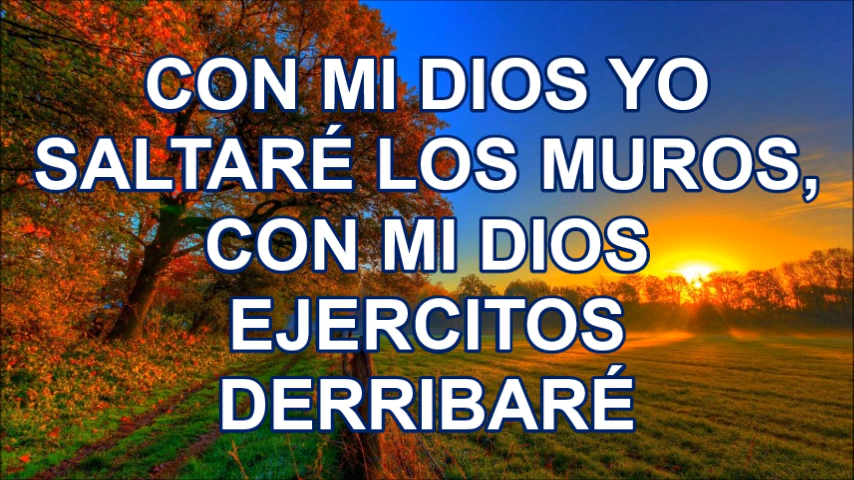 CON MI DIOS YO
SALTARÉ LOS MUROS,
CON MI DIOS
EJERCITOS
DERRIBARÉ